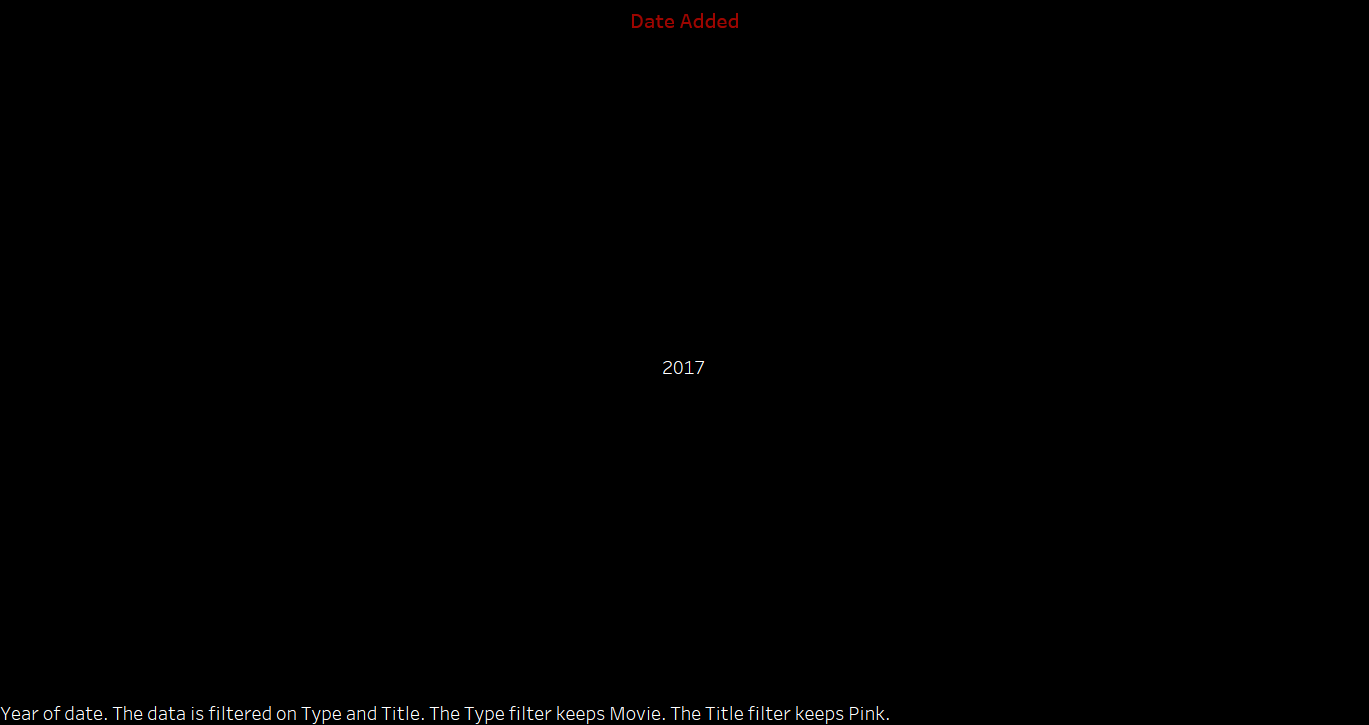 Date Added
2017
Year of date. The data is filtered on Type and Title. The Type filter keeps Movie. The Title filter keeps Pink.